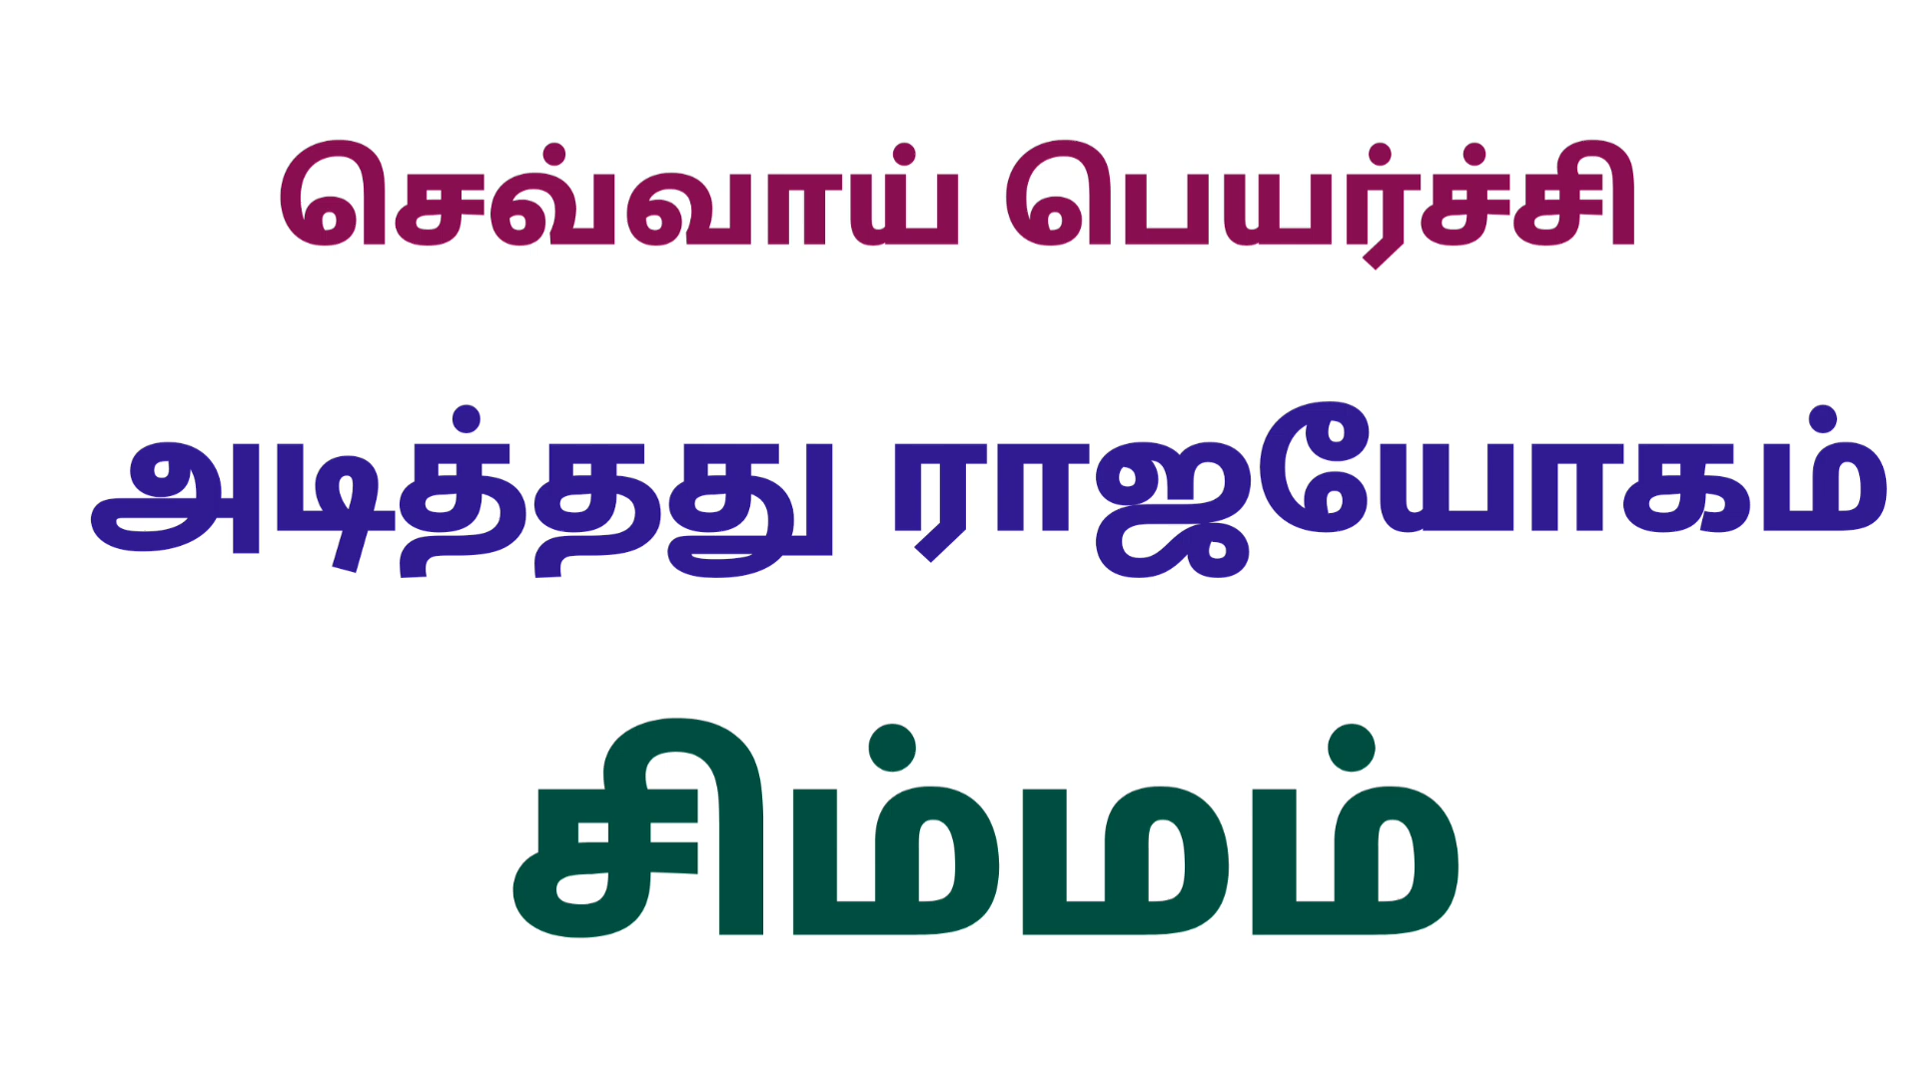 செவ்வாய் பெயர்ச்சி
அடித்தது ராஜயோகம்
சிம்மம்